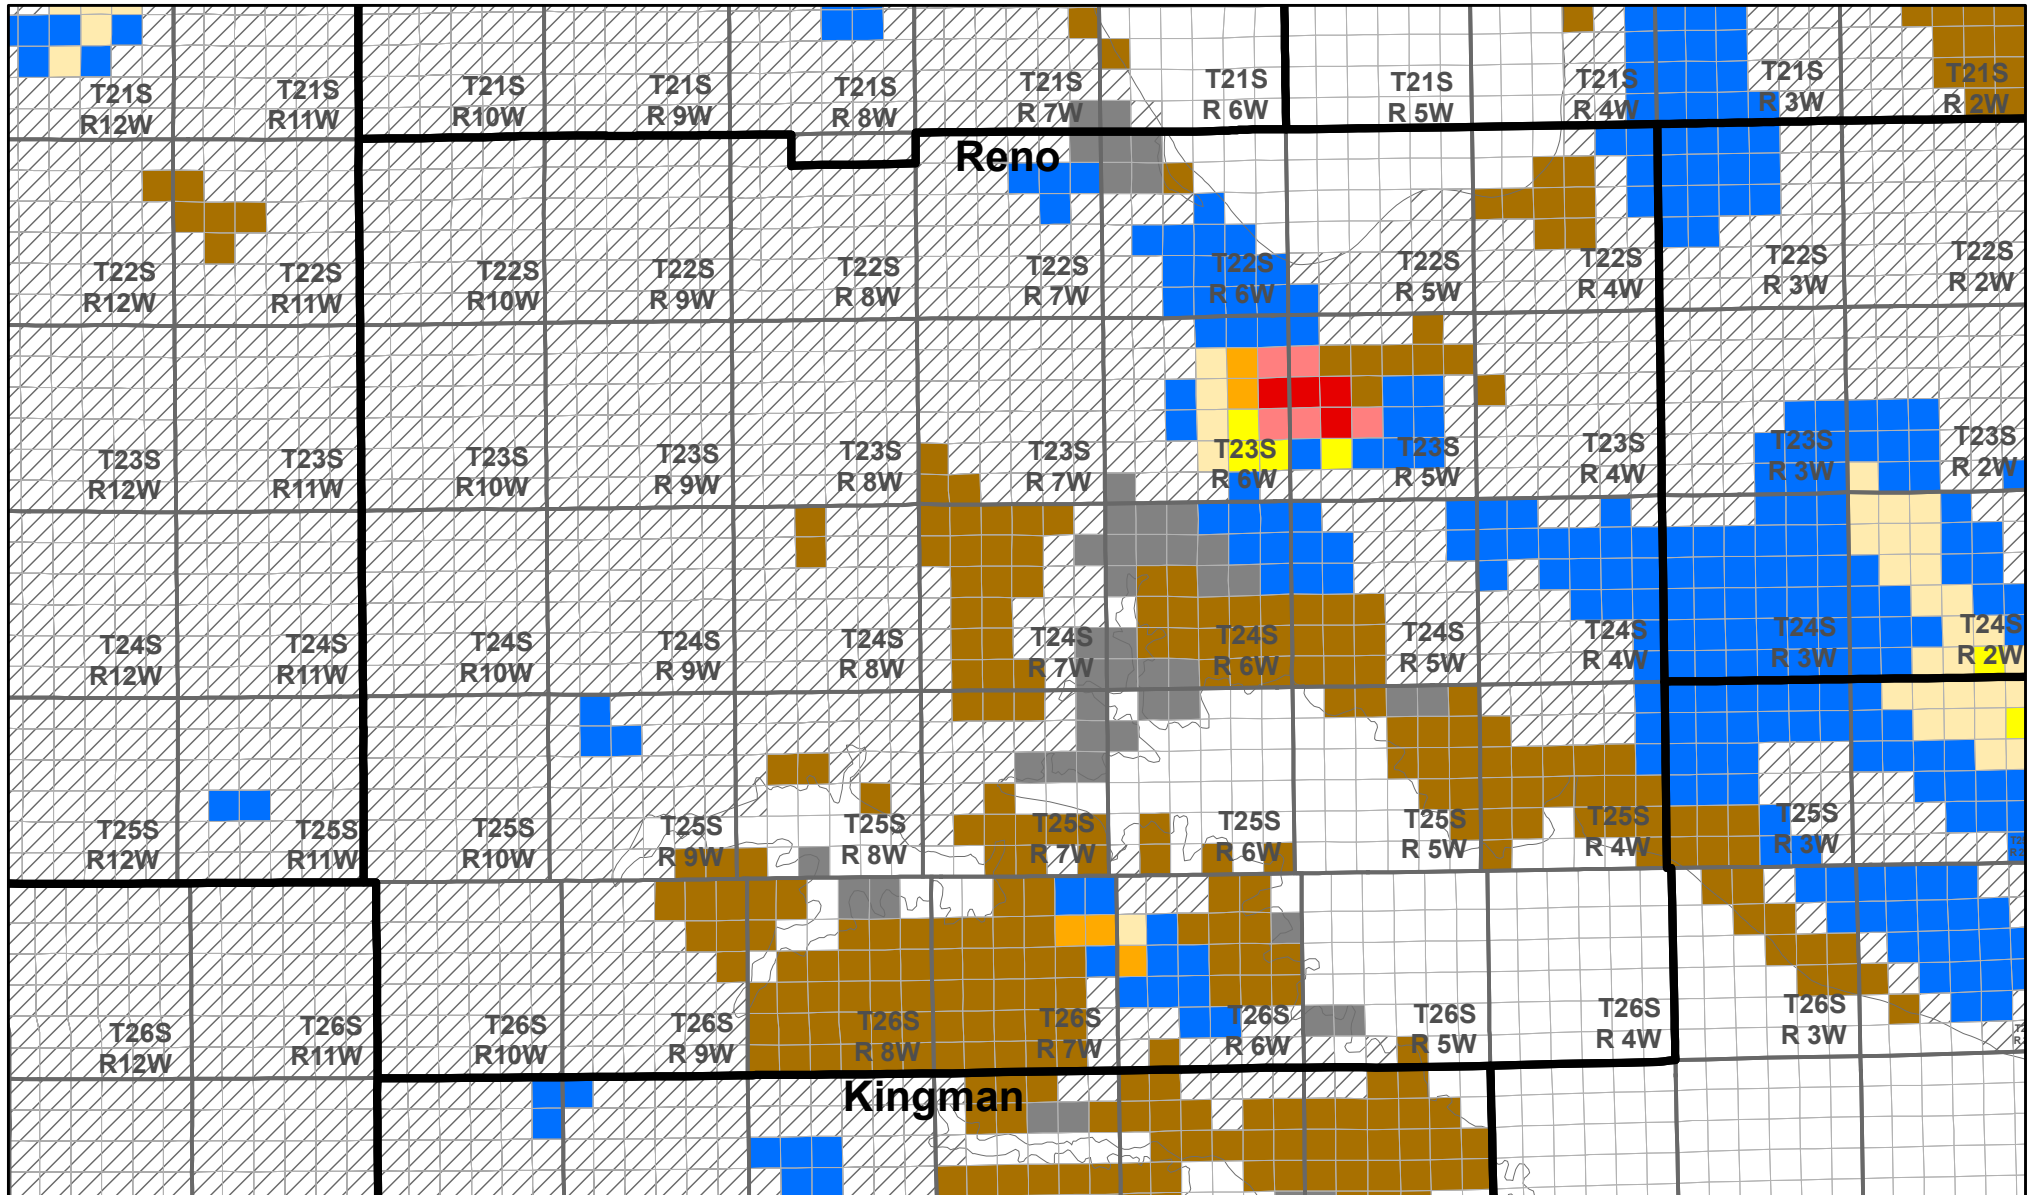 T21S
R12W
T21S
R11W
T21S
R10W
T21S
R 9W
T21S
R 8W
T21S
R 7W
T21S
R 6W
T21S
R 5W
T21S
R 4W
T21S
R 3W
T21S
R 2W
Reno
T22S
R12W
T22S
R11W
T22S
R10W
T22S
R 9W
T22S
R 8W
T22S
R 7W
T22S
R 6W
T22S
R 5W
T22S
R 4W
T22S
R 3W
T22S
R 2W
T23S
R12W
T23S
R11W
T23S
R10W
T23S
R 9W
T23S
R 8W
T23S
R 7W
T23S
R 6W
T23S
R 5W
T23S
R 4W
T23S
R 3W
T23S
R 2W
T24S
R12W
T24S
R11W
T24S
R10W
T24S
R 9W
T24S
R 8W
T24S
R 7W
T24S
R 6W
T24S
R 5W
T24S
R 4W
T24S
R 3W
T24S
R 2W
T25S
R12W
T25S
R11W
T25S
R10W
T25S
R 9W
T25S
R 8W
T25S
R 7W
T25S
R 6W
T25S
R 5W
T25S
R 4W
T25S
R 3W
T26S
R12W
T26S
R11W
T26S
R10W
T26S
R 9W
T26S
R 8W
T26S
R 7W
T26S
R 6W
T26S
R 5W
T26S
R 4W
T26S
R 3W
Kingman